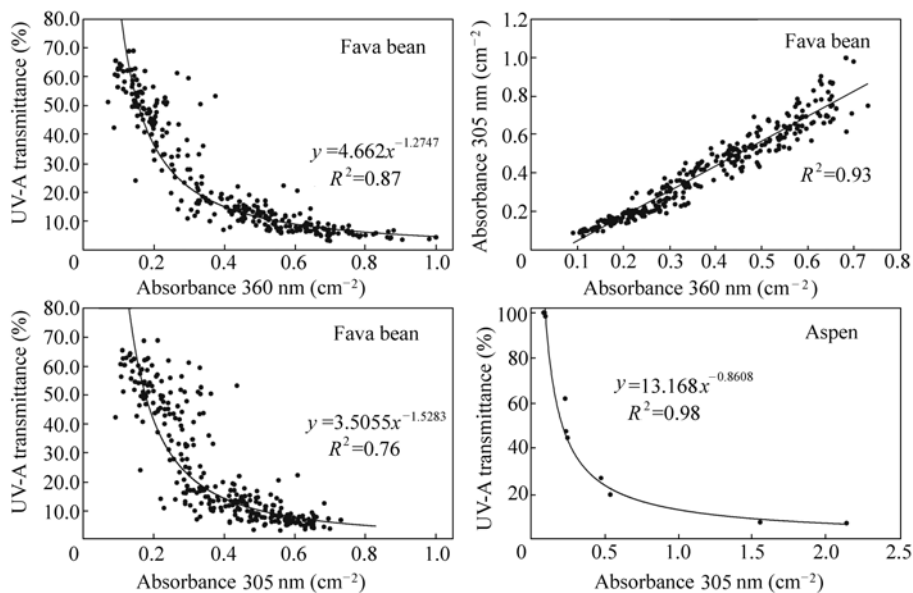 80.0
70.0
60.0
50.0
40.0
30.0
20.0
10.0
0
0.2
0.4
0.6
0.8
1.0
UV-A transmittance (%)
Absorbance 360 nm (cm⁻²)
Fava bean
y =4.662x^−1.2747
R²=0.87
1.2
1.0
0.8
0.6
0.4
0.2
0
0.1
0.2
0.3
0.4
0.5
0.6
0.7
0.8
Absorbance 305 nm (cm⁻²)
Absorbance 360 nm (cm⁻²)
Fava bean
R²=0.93
80.0
70.0
60.0
50.0
40.0
30.0
20.0
10.0
0
0.2
0.4
0.6
0.8
1.0
UV-A transmittance (%)
Absorbance 305 nm (cm⁻²)
Fava bean
y =3.5055x^−1.5283
R²=0.76
100
80
60
40
20
0
0.5
1.0
1.5
2.0
2.5
UV-A transmittance (%)
Absorbance 305 nm (cm⁻²)
Aspen
y=13.168x^−0.8608
R²=0.98